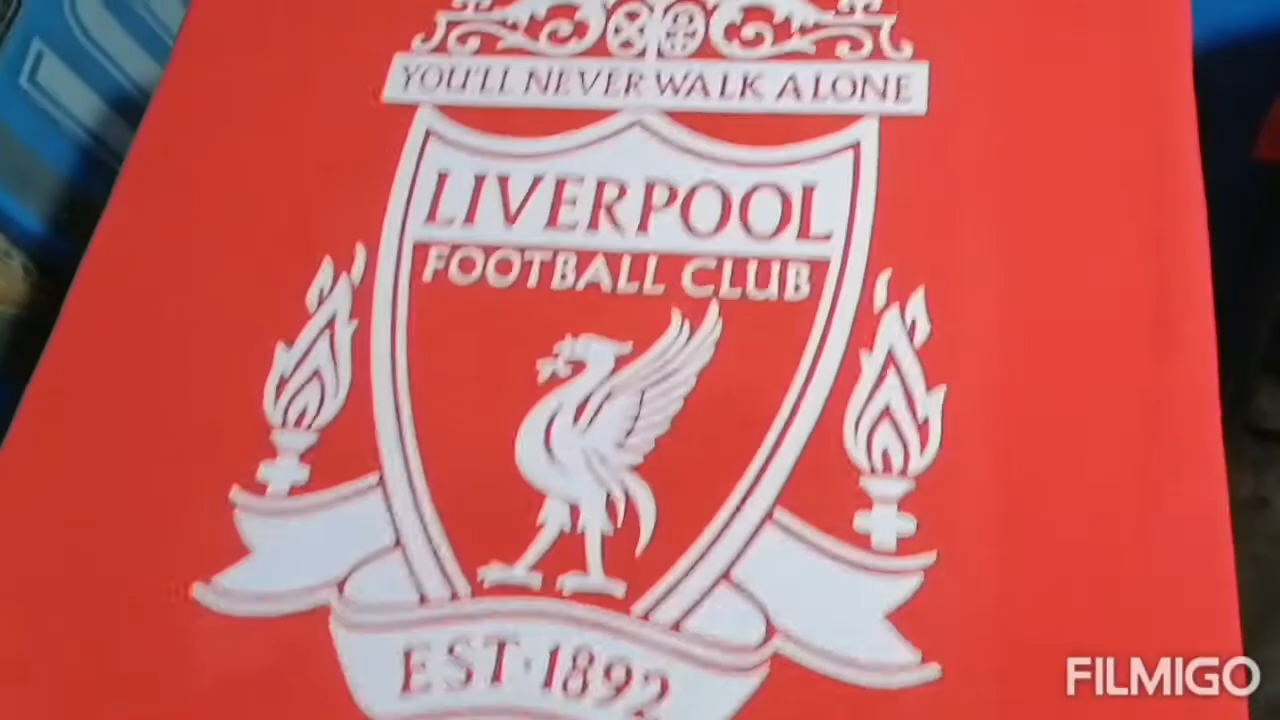 YOU'LL NEVER WALK ALONE
LIVERPOOL
FOOTBALL CLUB
EST·1892
FILMIGO